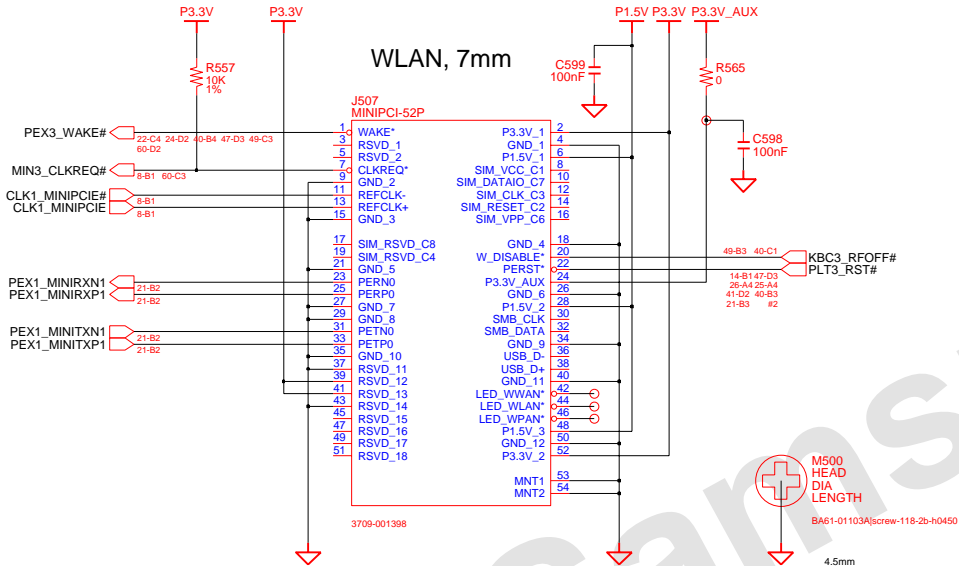 P3.3V
P3.3V
P1.5V
P3.3V
P3.3V_AUX
WLAN, 7mm
R557
10K
1%
C599
100nF
R565
0
C598
100nF
J507
MINIPCI-52P
PEX3_WAKE#
22-C4 24-D2 40-B4 47-D3 49-C3
60-D2
MIN3_CLKREQ#
8-B1 60-C3
CLK1_MINIPCIE#
8-B1
CLK1_MINIPCIE
8-B1
PEX1_MINIRXN1
21-B2
PEX1_MINIRXP1
21-B2
PEX1_MINITXN1
21-B2
PEX1_MINITXP1
21-B2
1 WAKE*
3 RSVD_1
5 RSVD_2
7 CLKREQ*
9 GND_2
11 REFCLK-
13 REFCLK+
15 GND_3
17 SIM_RSVD_C8
19 SIM_RSVD_C4
21 GND_5
23 PERN0
25 PERP0
27 GND_7
29 GND_8
31 PETN0
33 PETP0
35 GND_10
37 RSVD_11
39 RSVD_12
41 RSVD_13
43 RSVD_14
45 RSVD_15
47 RSVD_16
49 RSVD_17
51 RSVD_18
P3.3V_1 2
GND_1 4
P1.5V_1 6
SIM_VCC_C1 8
SIM_DATAIO_C7 10
SIM_CLK_C3 12
SIM_RESET_C2 14
SIM_VPP_C6 16
GND_4 18
W_DISABLE* 20
PERST* 22
P3.3V_AUX 24
GND_6 26
P1.5V_2 28
SMB_CLK 30
SMB_DATA 32
GND_9 34
USB_D- 36
USB_D+ 38
GND_11 40
LED_WWAN* 42
LED_WLAN* 44
LED_WPAN* 46
P1.5V_3 48
GND_12 50
P3.3V_2 52
MNT1 53
MNT2 54
3709-001398
49-B3 40-C1
KBC3_RFOFF#
PLT3_RST#
14-B1 47-D3
26-A4 25-A4
41-D2 40-B3
21-B3 #2
M500
HEAD
DIA
LENGTH
BA61-01103A|screw-118-2b-h0450
4.5mm
Sams